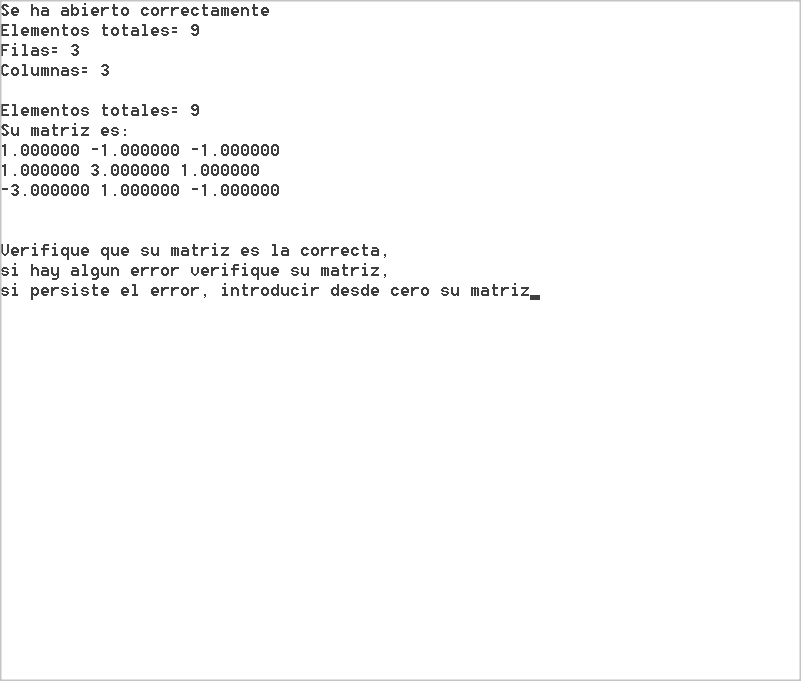 Se ha abierto correctamente
Elementos totales= 9
Filas= 3
Columnas= 3
Elementos totales= 9
Su matriz es:
1.000000 -1.000000 -1.000000
1.000000 3.000000 1.000000
-3.000000 1.000000 -1.000000
Verifique que su matriz es la correcta,
si hay algun error verifique su matriz,
si persiste el error, introducir desde cero su matriz